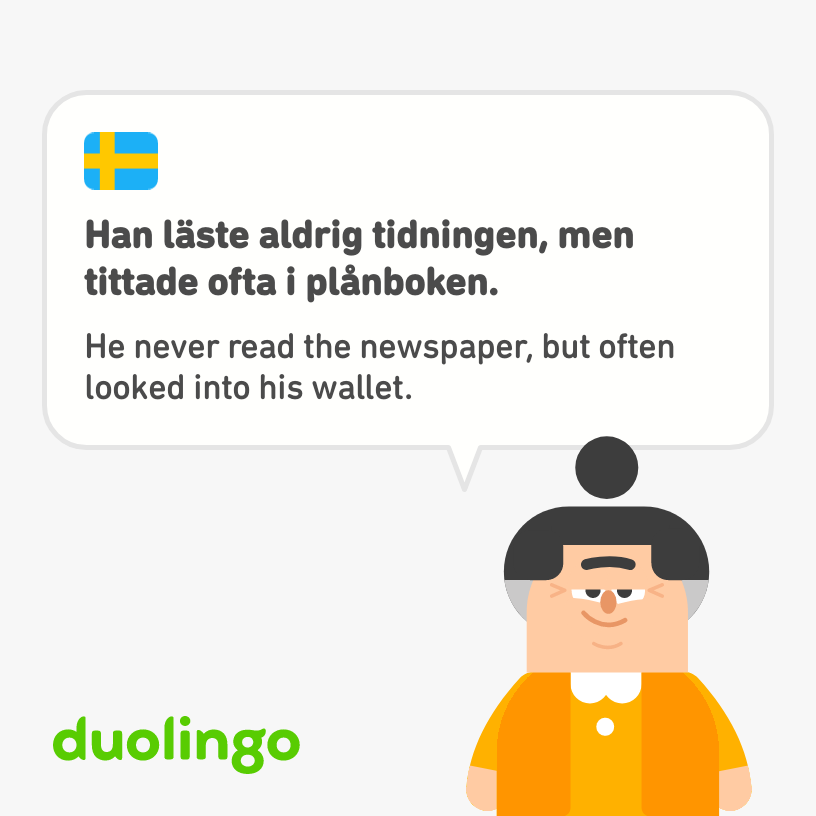 Han läste aldrig tidningen, men
tittade ofta i plånboken.
He never read the newspaper, but often
looked into his wallet.
duolingo